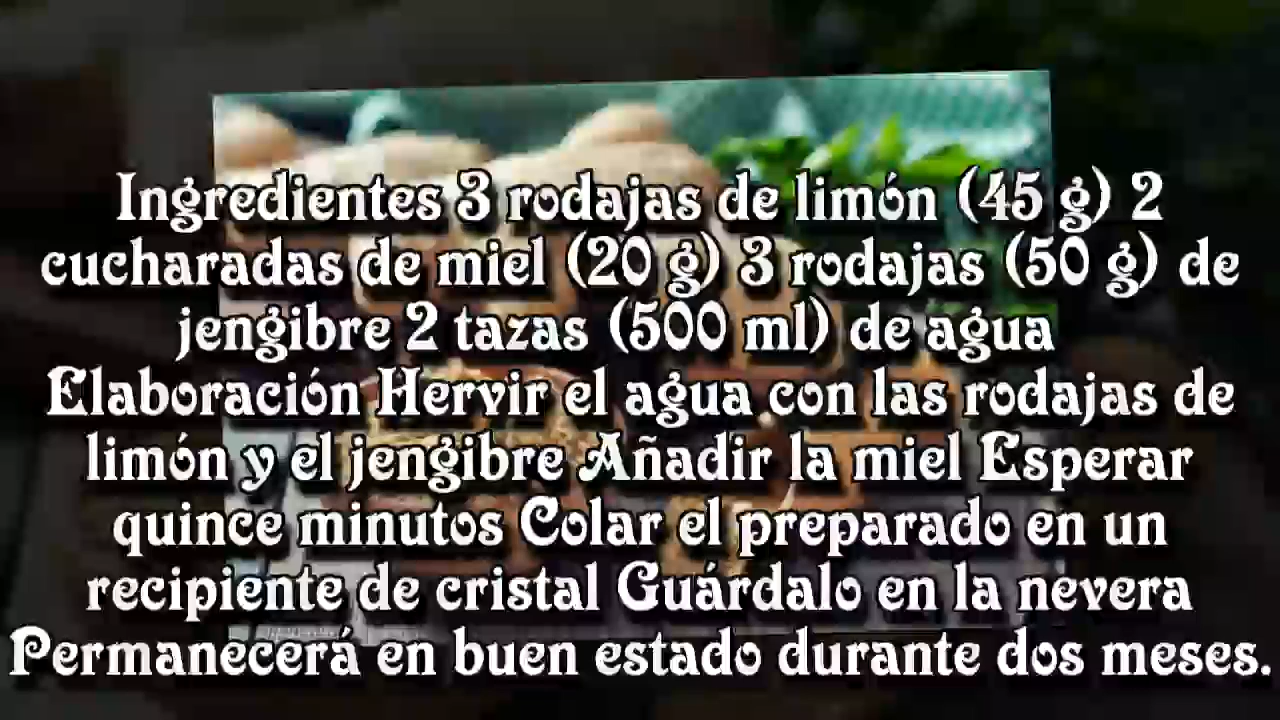 Ingredientes 3 rodajas de limón (45 g) 2
cucharadas de miel (20 g) 3 rodajas (50 g) de
jengibre 2 tazas (500 ml) de agua
Elaboración Hervir el agua con las rodajas de
limón y el jengibre Añadir la miel Esperar
quince minutos Colar el preparado en un
recipiente de cristal Guárdalo en la nevera
Permanecerá en buen estado durante dos meses.